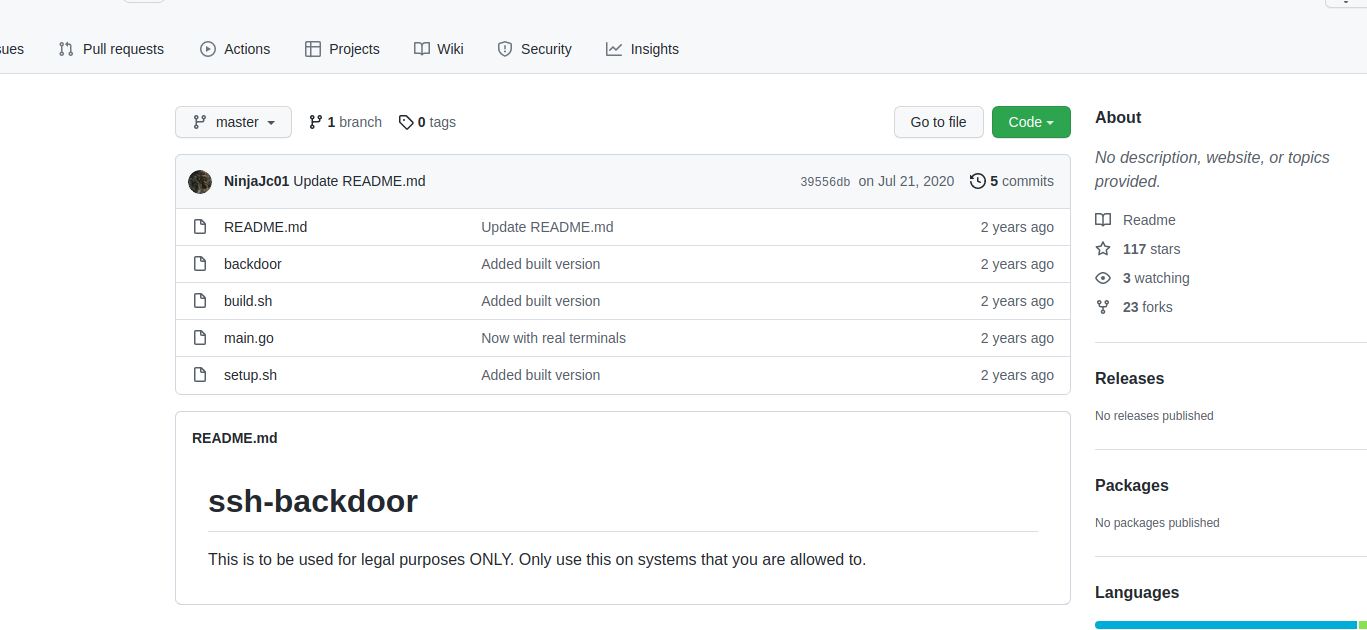 ues Pull requests Actions Projects Wiki Security Insights
master 1 branch 0 tags Go to file Code
NinjaJc01 Update README.md 39556db on Jul 21, 2020 5 commits
README.md Update README.md 2 years ago
backdoor Added built version 2 years ago
build.sh Added built version 2 years ago
main.go Now with real terminals 2 years ago
setup.sh Added built version 2 years ago
README.md
ssh-backdoor
This is to be used for legal purposes ONLY. Only use this on systems that you are allowed to.
About
No description, website, or topics
provided.
Readme
117 stars
3 watching
23 forks
Releases
No releases published
Packages
No packages published
Languages